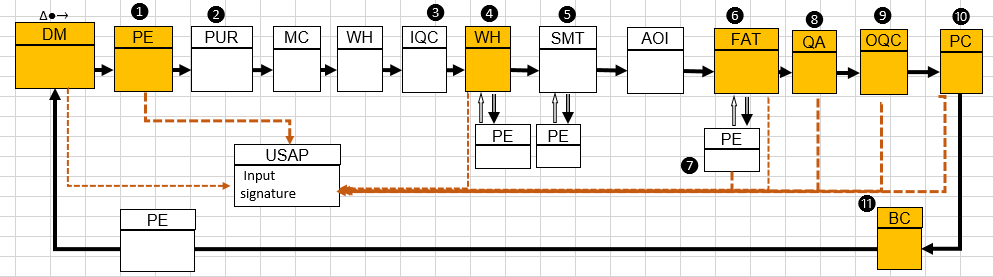 Δ●→
❶ ❷ ❸ ❹ ❺ ❻ ❽ ❾ ❿
DM PE PUR MC WH IQC WH SMT AOI FAT QA OQC PC
PE PE PE
❼
USAP
Input
signature
⓫
PE BC